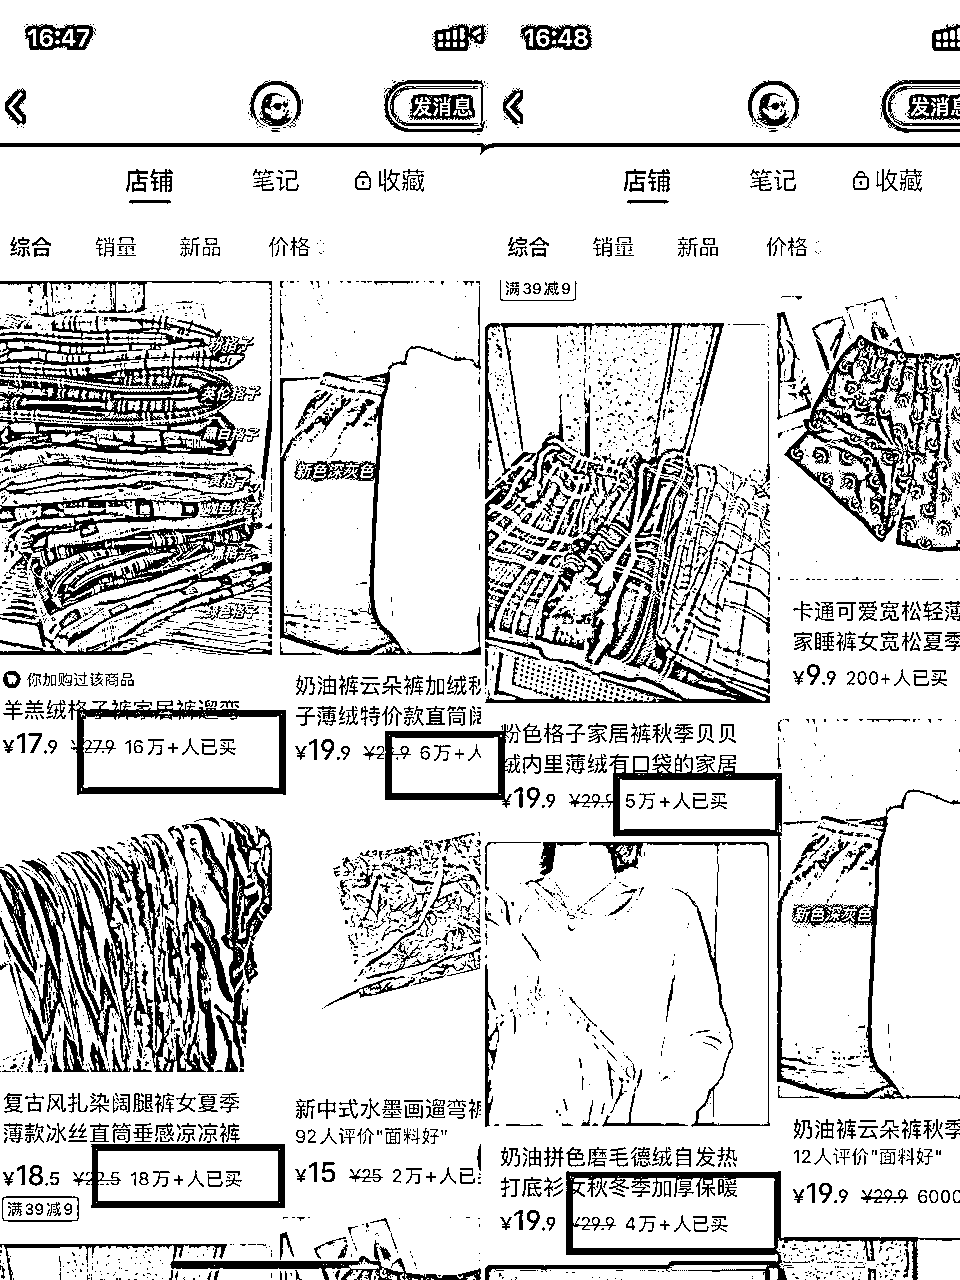 16:47
发消息
店铺
笔记
收藏
综合
销量
新品
价格
新色深灰色
你加购过该商品
羊羔绒格子裤家居裤遛弯
¥17.9 ¥27.9 16万+人已买
奶油裤云朵裤加绒
子薄绒特价款直筒
¥19.9 6万+人
复古风扎染阔腿裤女夏季
薄款冰丝直筒垂感凉凉裤
¥18.5 ¥22.5 18万+人已买
满39减9
新中式水墨画遛弯裤
92人评价"面料好"
¥15 ¥25 2万+人已
16:48
发消息
店铺
笔记
收藏
综合
销量
新品
价格
满39减9
粉色格子家居裤秋季贝贝
绒内里薄绒有口袋的家居
¥19.9 ¥29.9 5万+人已买
卡通可爱宽松轻薄
家睡裤女宽松夏季
¥9.9 200+人已买
奶油拼色磨毛德绒自发热
打底衫女秋冬季加厚保暖
¥19.9 ¥29.9 4万+人已买
新色深灰色
奶油裤云朵裤秋季
12人评价"面料好"
¥19.9 ¥29.9 6000